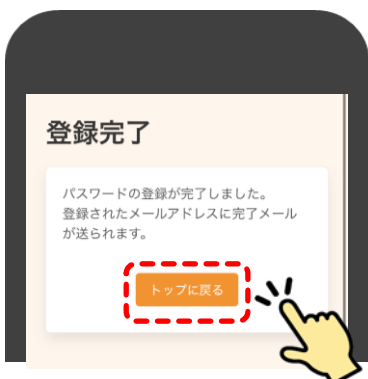 登録完了
パスワードの登録が完了しました。
登録されたメールアドレスに完了メール
が送られます。
トップに戻る